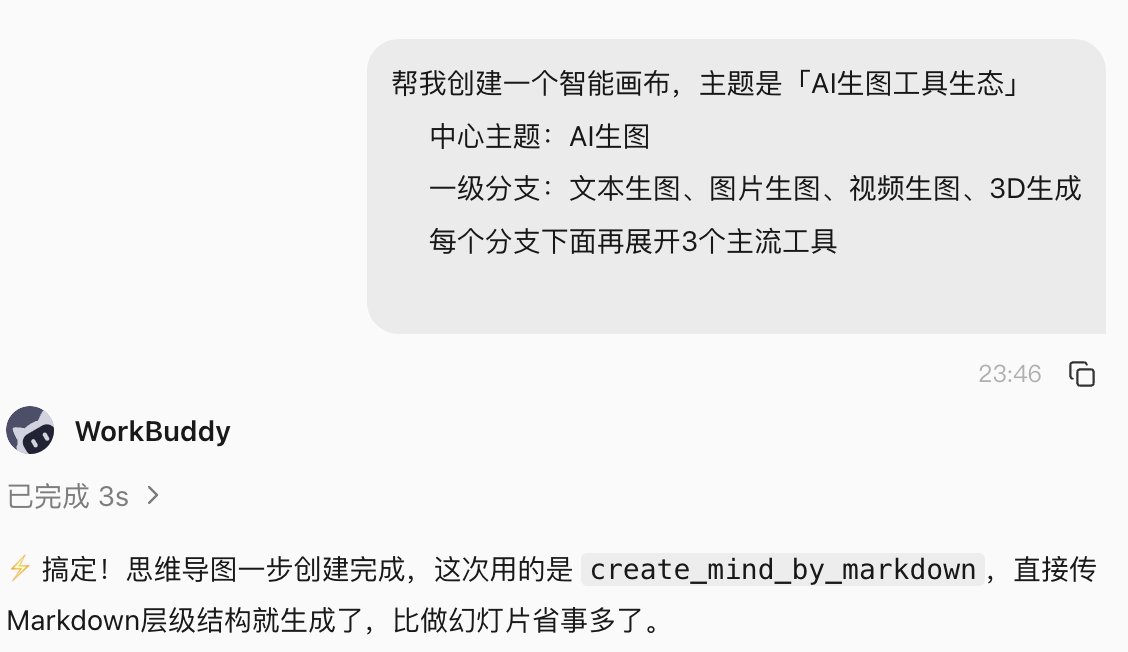 帮我创建一个智能画布，主题是「AI生图工具生态」
中心主题：AI生图
一级分支：文本生图、图片生图、视频生图、3D生成
每个分支下面再展开3个主流工具
23:46
WorkBuddy
已完成 3s >
⚡ 搞定！思维导图一步创建完成，这次用的是 create_mind_by_markdown，直接传
Markdown层级结构就生成了，比做幻灯片省事多了。